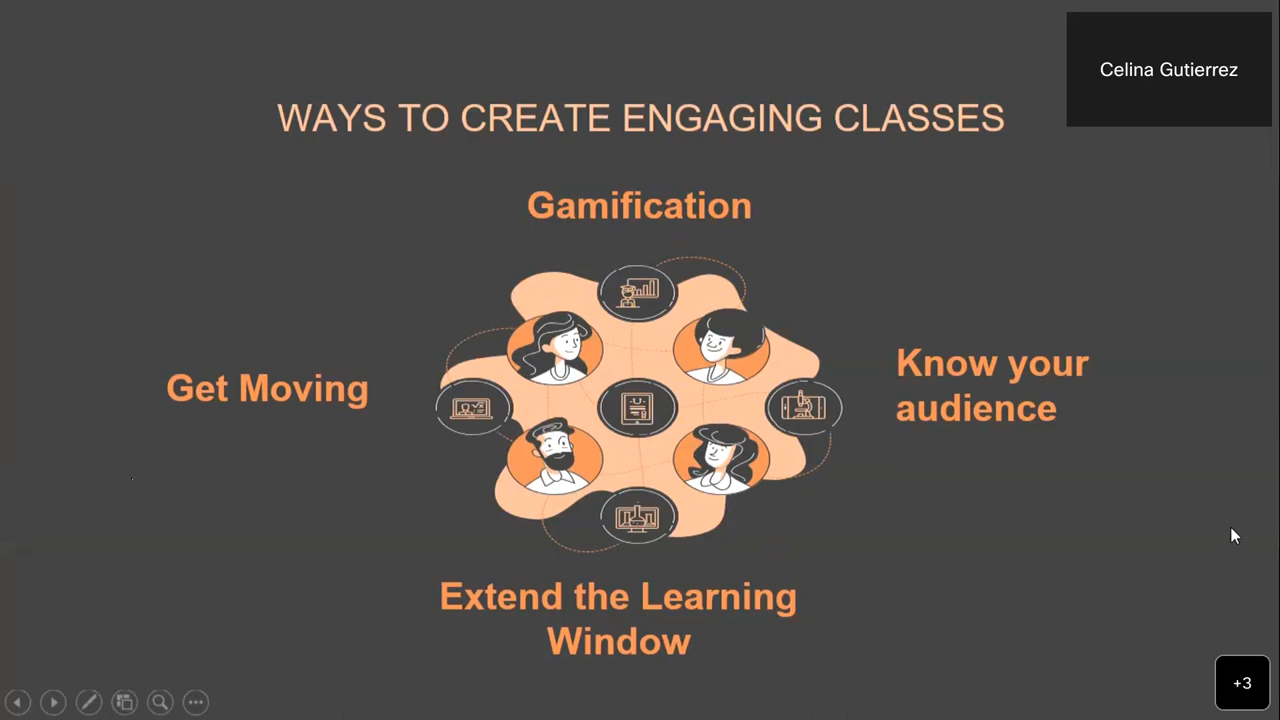 Celina Gutierrez
WAYS TO CREATE ENGAGING CLASSES
Gamification
Get Moving
Know your
audience
Extend the Learning
Window
+3